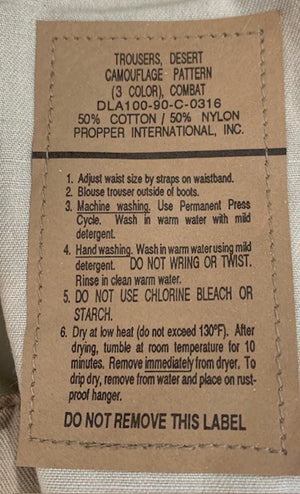 TROUSERS, DESERT
CAMOUFLAGE PATTERN
(3 COLOR), COMBAT
DLA100-90-C-0316
50% COTTON / 50% NYLON
PROPPER INTERNATIONAL, INC.
1. Adjust waist size by straps on waistband.
2. Blouse trouser outside of boots.
3. Machine washing. Use Permanent Press
Cycle. Wash in warm water with mild
detergent.
4. Hand washing. Wash in warm water using mild
detergent. DO NOT WRING OR TWIST.
Rinse in clean warm water.
5. DO NOT USE CHLORINE BLEACH OR
STARCH.
6. Dry at low heat (do not exceed 130°F). After
drying, tumble at room temperature for 10
minutes. Remove immediately from dryer. To
drip dry, remove from water and place on rust-
proof hanger.
DO NOT REMOVE THIS LABEL